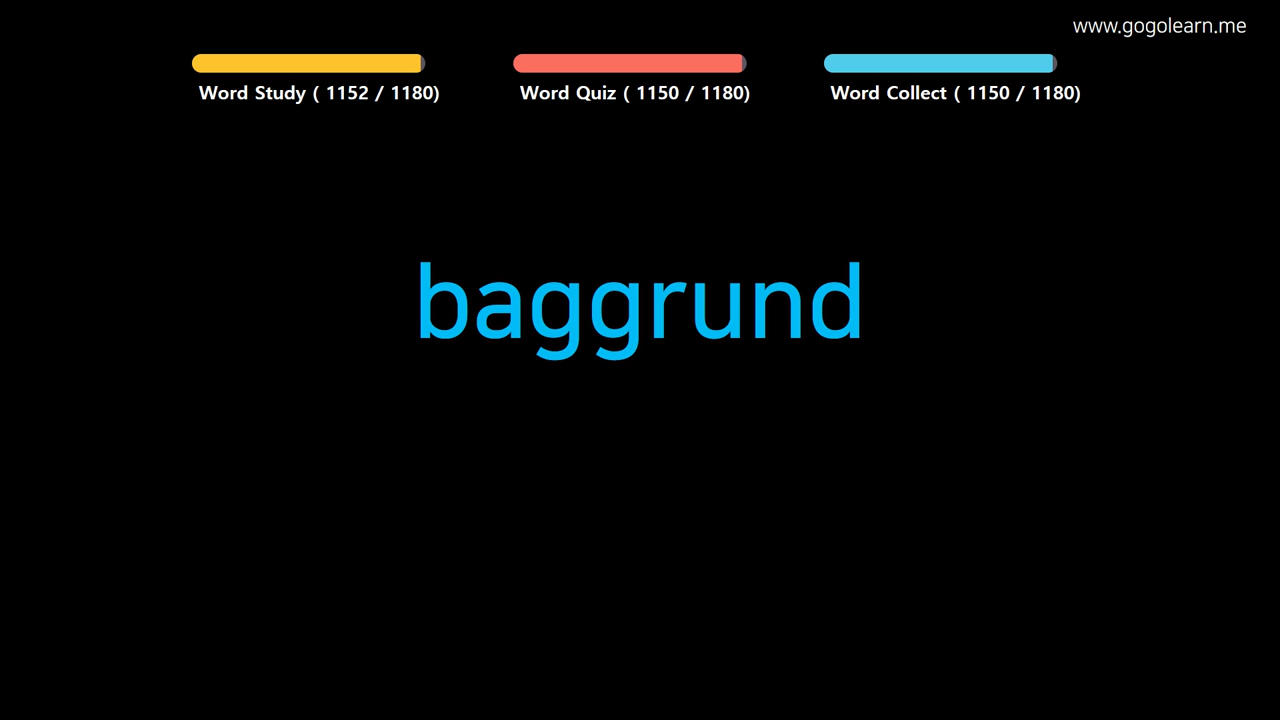 www.gogolearn.me
Word Study ( 1152 / 1180)
Word Quiz ( 1150 / 1180)
Word Collect ( 1150 / 1180)
baggrund